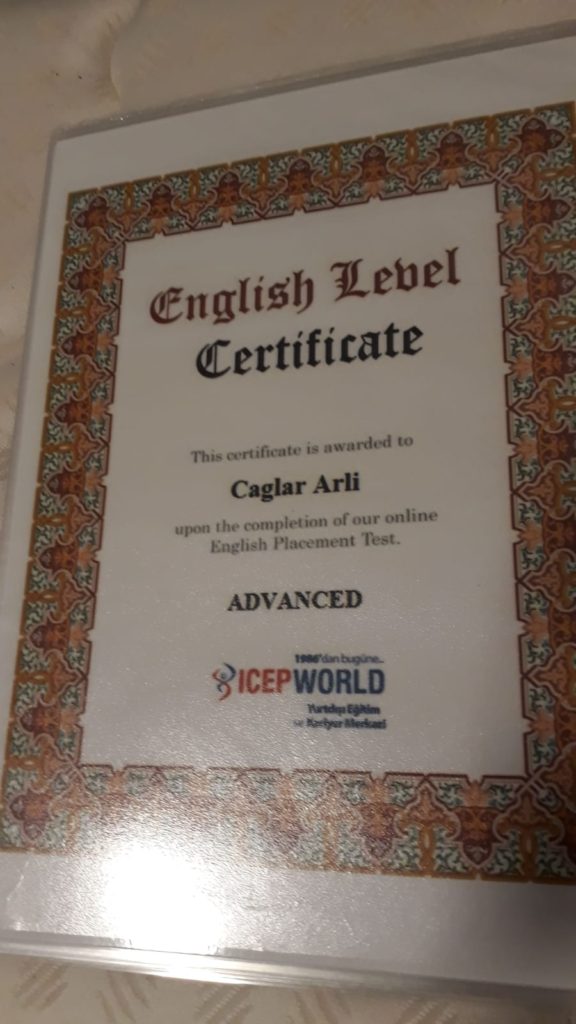 English Level
Certificate
This certificate is awarded to
Caglar Arli
upon the completion of our online
English Placement Test.
ADVANCED
1986'dan bugüne..
ICEPWORLD
Yurtdışı Eğitim
ve Kariyer Merkezi